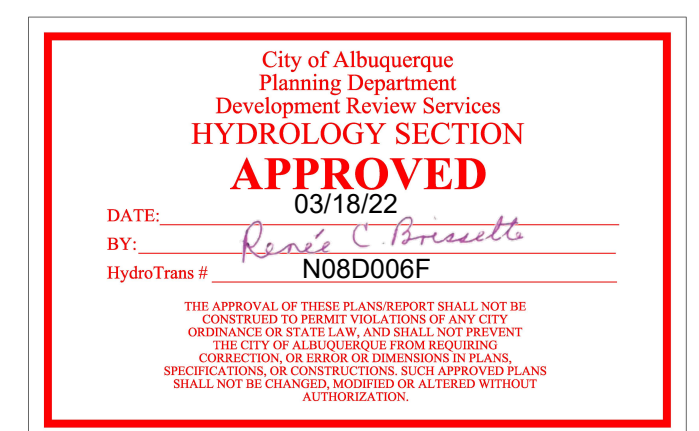 City of Albuquerque
Planning Department
Development Review Services
HYDROLOGY SECTION
APPROVED
DATE: 03/18/22
BY: Renée C. Brissette
HydroTrans # N08D006F
THE APPROVAL OF THESE PLANS/REPORT SHALL NOT BE
CONSTRUED TO PERMIT VIOLATIONS OF ANY CITY
ORDINANCE OR STATE LAW, AND SHALL NOT PREVENT
THE CITY OF ALBUQUERQUE FROM REQUIRING
CORRECTION, OR ERROR OR DIMENSIONS IN PLANS,
SPECIFICATIONS, OR CONSTRUCTIONS. SUCH APPROVED PLANS
SHALL NOT BE CHANGED, MODIFIED OR ALTERED WITHOUT
AUTHORIZATION.